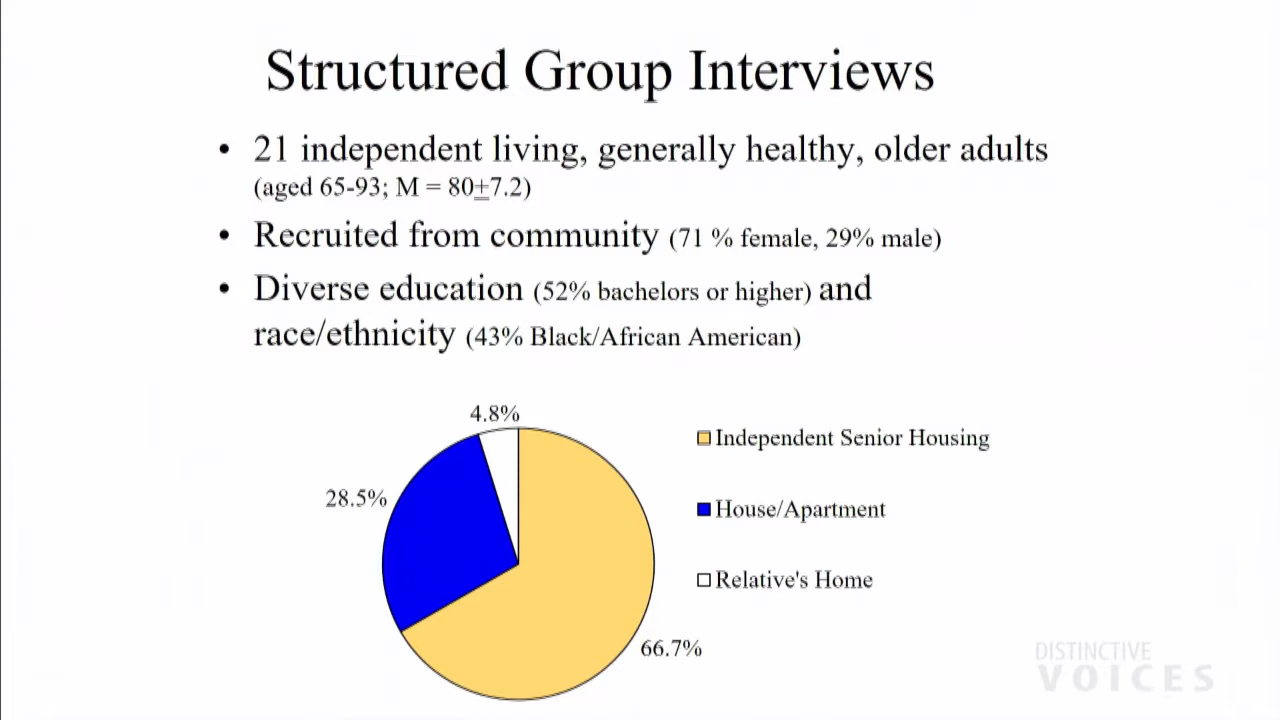 Structured Group Interviews
• 21 independent living, generally healthy, older adults
(aged 65-93; M = 80±7.2)
• Recruited from community (71 % female, 29% male)
• Diverse education (52% bachelors or higher) and
race/ethnicity (43% Black/African American)
4.8%
28.5%
66.7%
Independent Senior Housing
House/Apartment
Relative's Home
DISTINCTIVE
VOICES